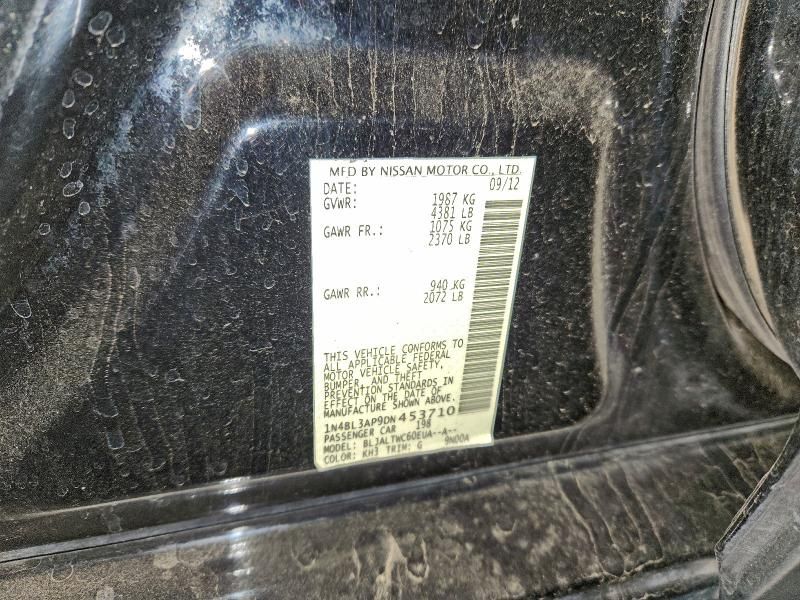 MFD BY NISSAN MOTOR CO., LTD.
DATE: 09/12
GVWR: 1987 KG
4381 LB
GAWR FR.: 1075 KG
2370 LB
GAWR RR.: 940 KG
2072 LB
THIS VEHICLE CONFORMS TO
ALL APPLICABLE FEDERAL
MOTOR VEHICLE SAFETY,
BUMPER, AND THEFT
PREVENTION STANDARDS IN
EFFECT ON THE DATE OF
MANUFACTURE SHOWN ABOVE.
1N4BL3AP9DN453710
PASSENGER CAR 198
MODEL: BL3ALTWC60EUA--A--
COLOR: KH3 TRIM: G 9N00A